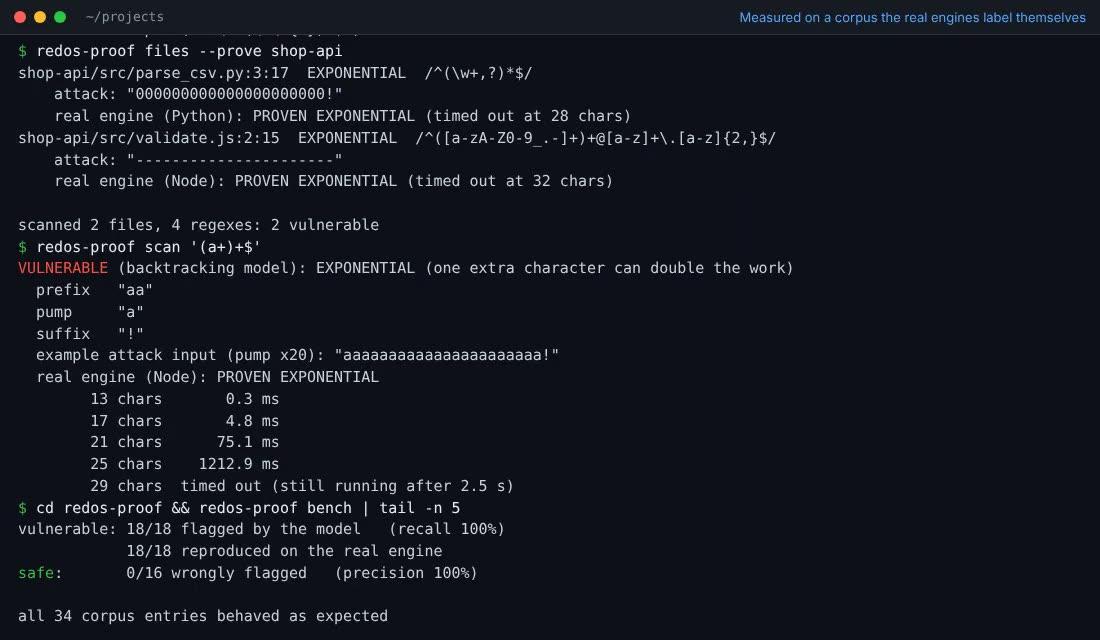 ~/projects
Measured on a corpus the real engines label themselves
$ redos-proof files --prove shop-api
shop-api/src/parse_csv.py:3:17  EXPONENTIAL  /^(\w+,?)*$/
    attack: "000000000000000000000!"
    real engine (Python): PROVEN EXPONENTIAL (timed out at 28 chars)
shop-api/src/validate.js:2:15  EXPONENTIAL  /^([a-zA-Z0-9_.-]+)+@[a-z]+\.[a-z]{2,}$/
    attack: "----------------------"
    real engine (Node): PROVEN EXPONENTIAL (timed out at 32 chars)
scanned 2 files, 4 regexes: 2 vulnerable
$ redos-proof scan '(a+)+$'
VULNERABLE (backtracking model): EXPONENTIAL (one extra character can double the work)
  prefix   "aa"
  pump     "a"
  suffix   "!"
  example attack input (pump x20): "aaaaaaaaaaaaaaaaaaaaaa!"
  real engine (Node): PROVEN EXPONENTIAL
        13 chars       0.3 ms
        17 chars       4.8 ms
        21 chars      75.1 ms
        25 chars    1212.9 ms
        29 chars  timed out (still running after 2.5 s)
$ cd redos-proof && redos-proof bench | tail -n 5
vulnerable: 18/18 flagged by the model   (recall 100%)
            18/18 reproduced on the real engine
safe:       0/16 wrongly flagged   (precision 100%)
all 34 corpus entries behaved as expected